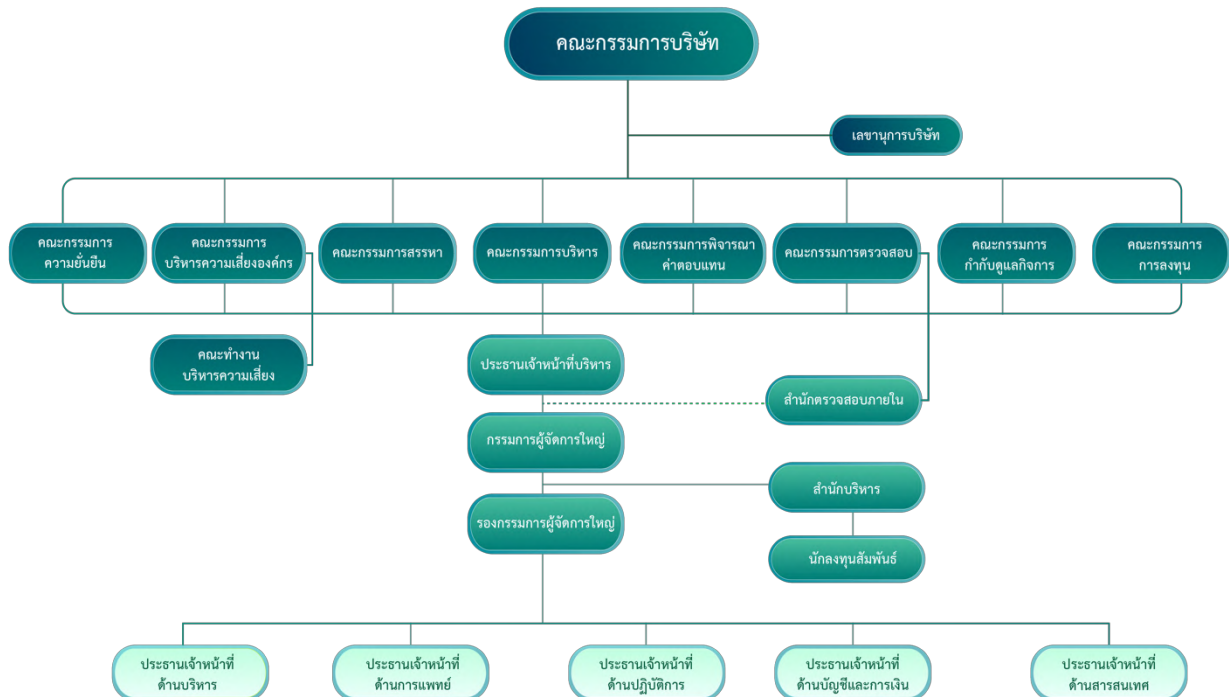 คณะกรรมการบริษัท
เลขานุการบริษัท
คณะกรรมการ
ความยั่นยืน
คณะกรรมการ
บริหารความเสี่ยงองค์กร
คณะกรรมการสรรหา
คณะกรรมการบริหาร
คณะกรรมการพิจารณา
ค่าตอบแทน
คณะกรรมการตรวจสอบ
คณะกรรมการ
กำกับดูแลกิจการ
คณะกรรมการ
การลงทุน
คณะทำงาน
บริหารความเสี่ยง
ประธานเจ้าหน้าที่บริหาร
สำนักตรวจสอบภายใน
กรรมการผู้จัดการใหญ่
สำนักบริหาร
รองกรรมการผู้จัดการใหญ่
นักลงทุนสัมพันธ์
ประธานเจ้าหน้าที่
ด้านบริหาร
ประธานเจ้าหน้าที่
ด้านการแพทย์
ประธานเจ้าหน้าที่
ด้านปฏิบัติการ
ประธานเจ้าหน้าที่
ด้านบัญชีและการเงิน
ประธานเจ้าหน้าที่
ด้านสารสนเทศ